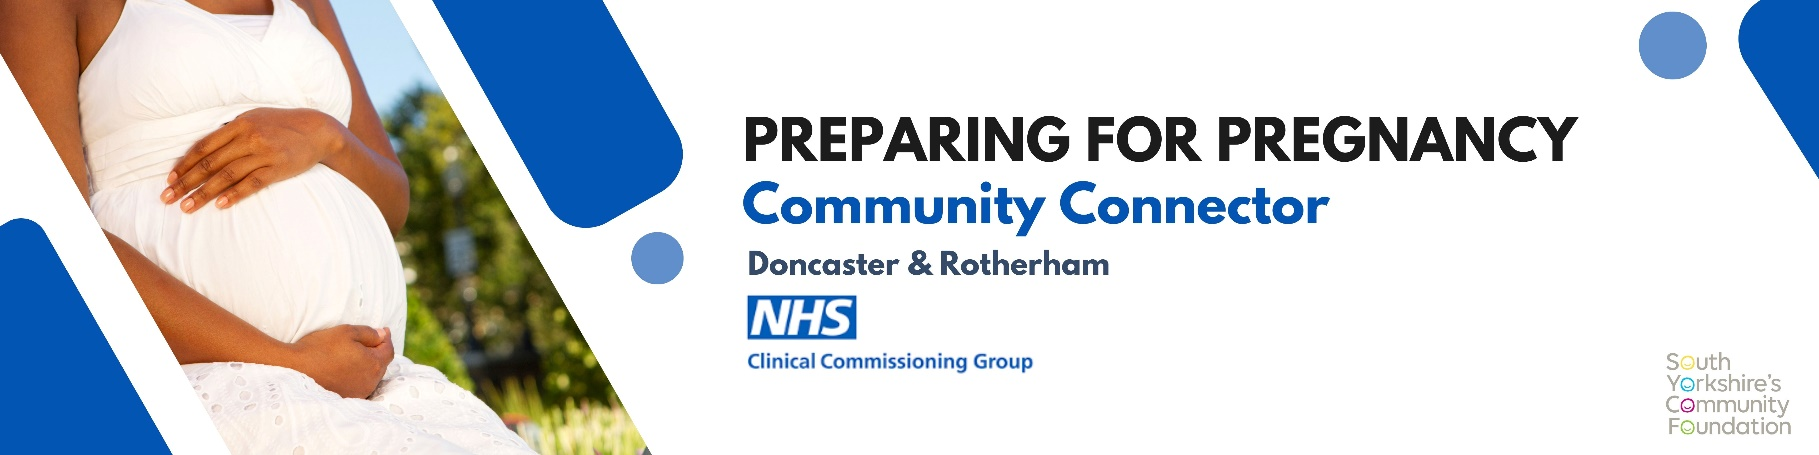 PREPARING FOR PREGNANCY
Community Connector
Doncaster & Rotherham
NHS
Clinical Commissioning Group
South
Yorkshire's
Community
Foundation